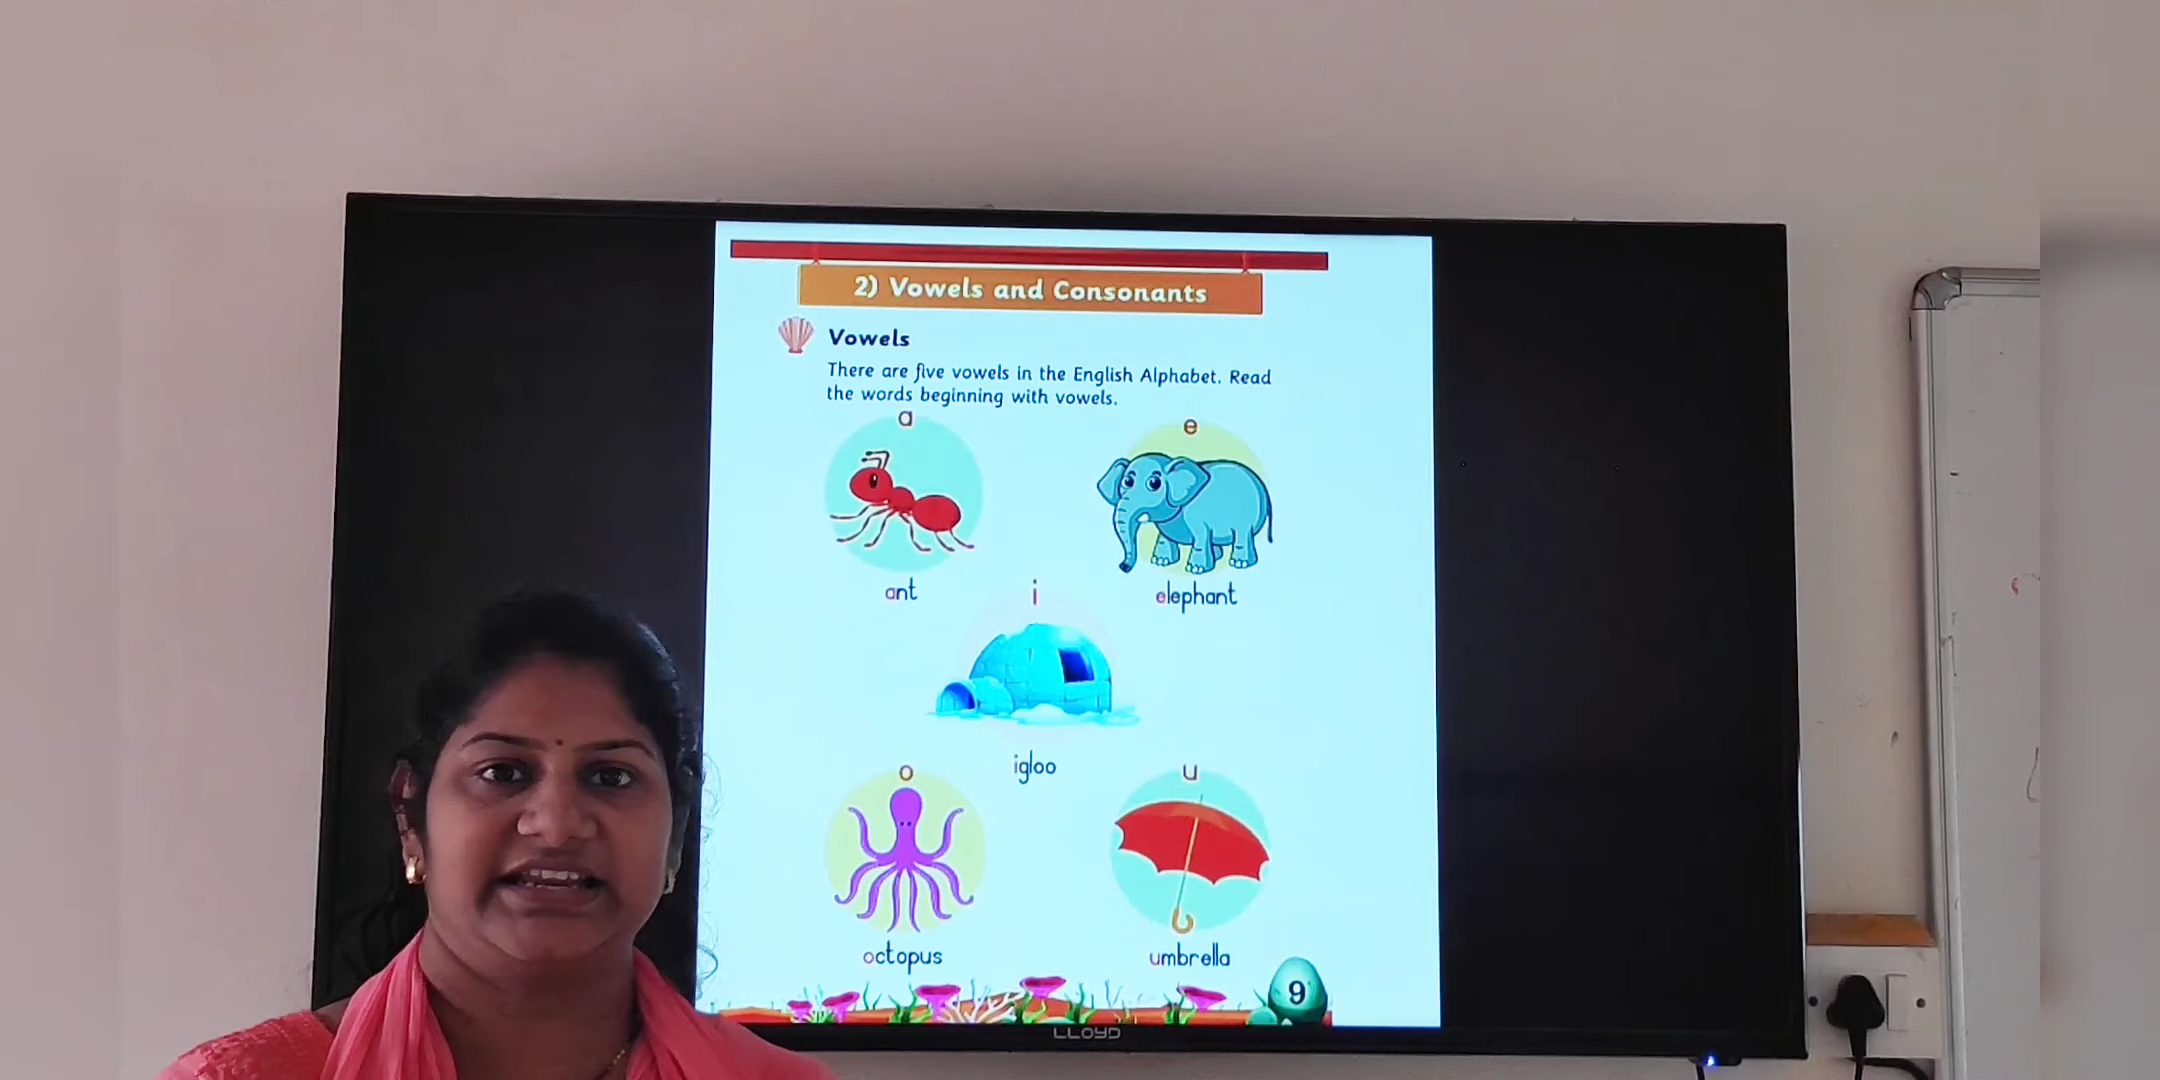 2) Vowels and Consonants
Vowels
There are five vowels in the English Alphabet. Read
the words beginning with vowels.
a
e
ant
elephant
i
igloo
o
u
octopus
umbrella
9
LLOYD